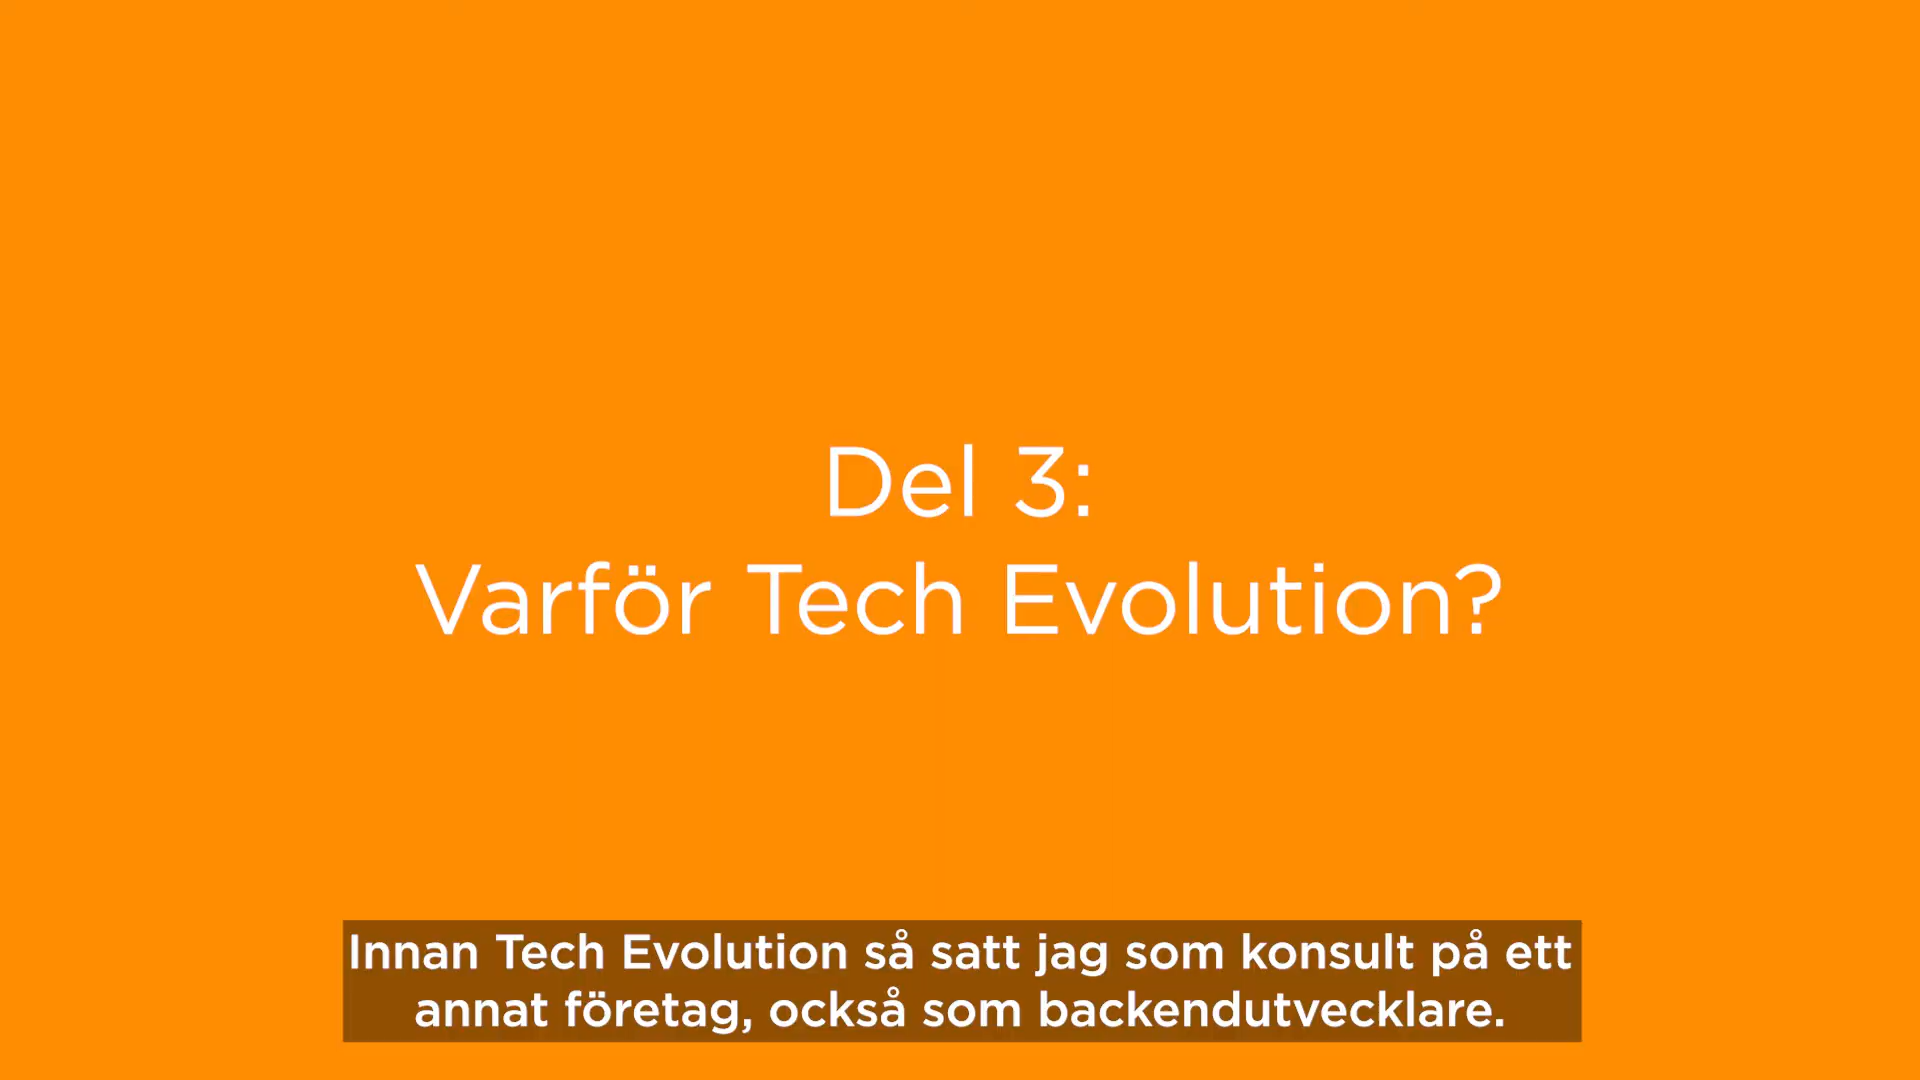 Del 3:
Varför Tech Evolution?
Innan Tech Evolution så satt jag som konsult på ett
annat företag, också som backendutvecklare.